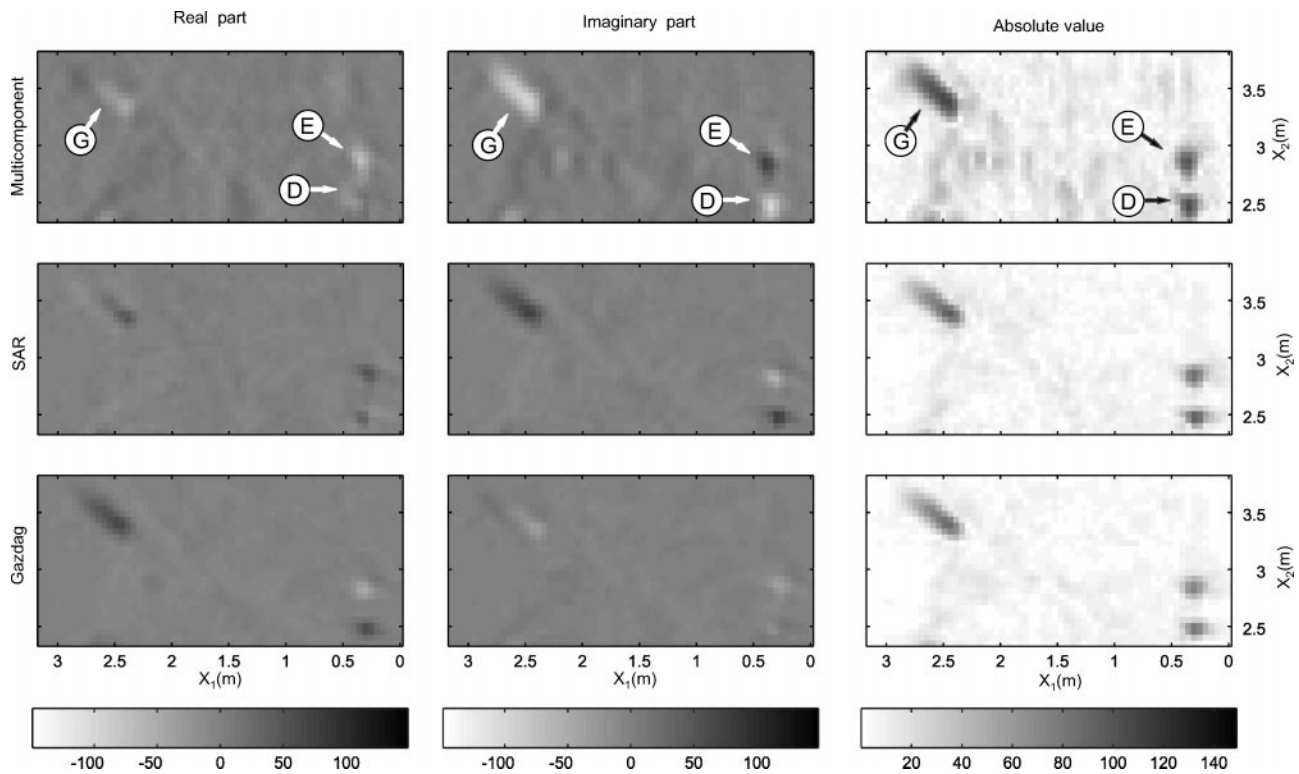 Real part
Imaginary part
Absolute value
Multicomponent
G
E
D
G
E
D
G
E
D
3.5
3
2.5
X2(m)
SAR
3.5
3
2.5
X2(m)
Gazdag
3.5
3
2.5
X2(m)
3 2.5 2 1.5 1 0.5 0
X1(m)
3 2.5 2 1.5 1 0.5 0
X1(m)
3 2.5 2 1.5 1 0.5 0
X1(m)
-100 -50 0 50 100
-100 -50 0 50 100
20 40 60 80 100 120 140